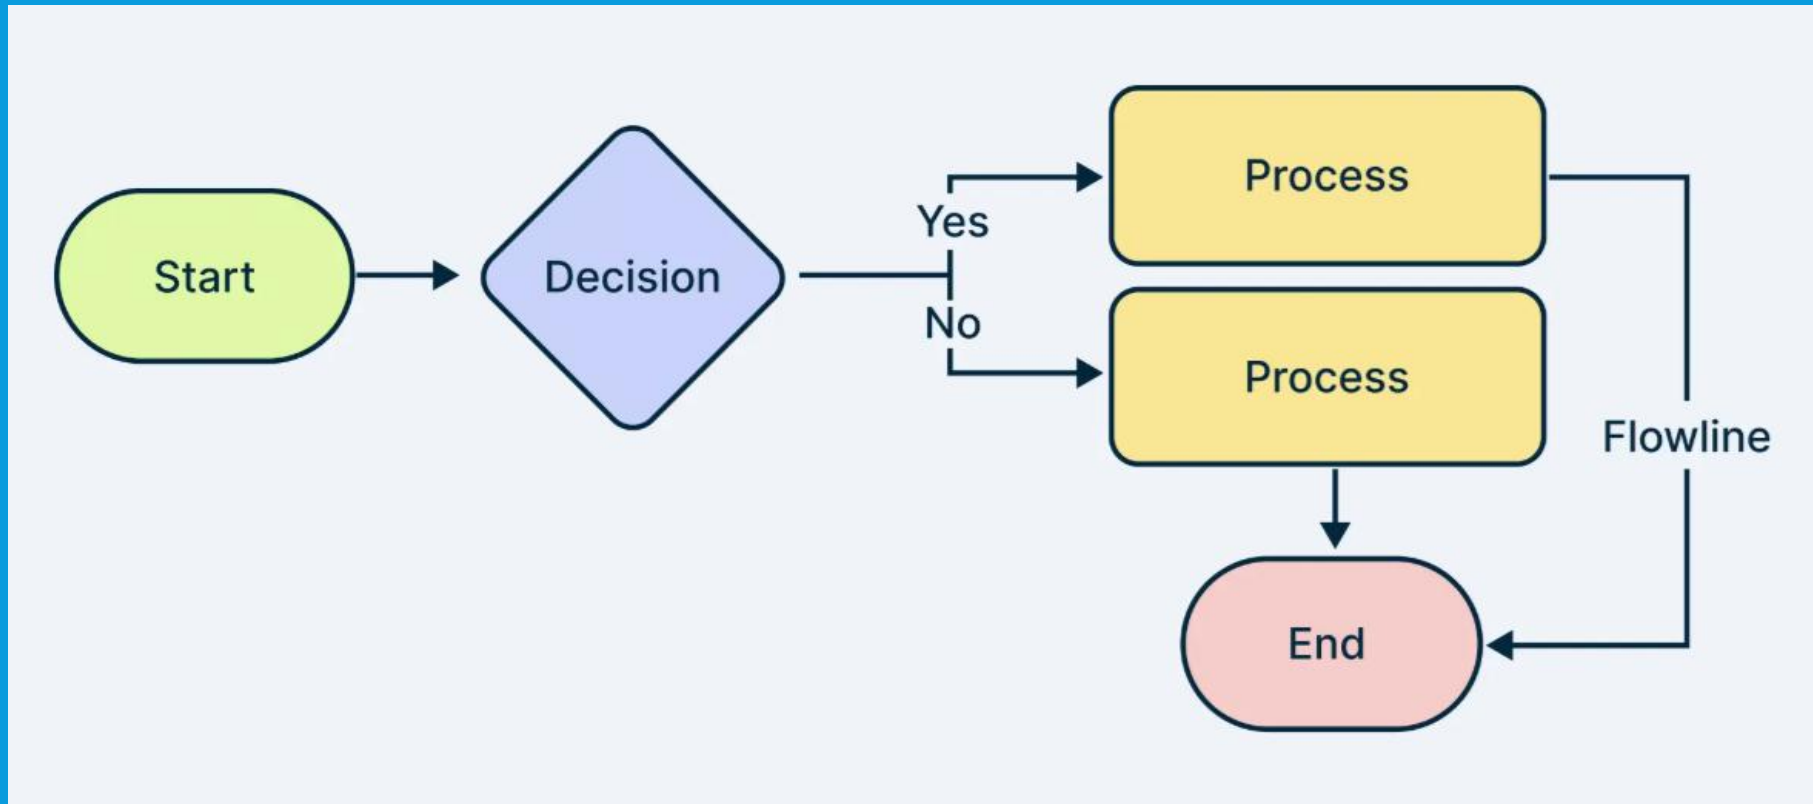 Start
Decision
Yes
No
Process
Process
Flowline
End